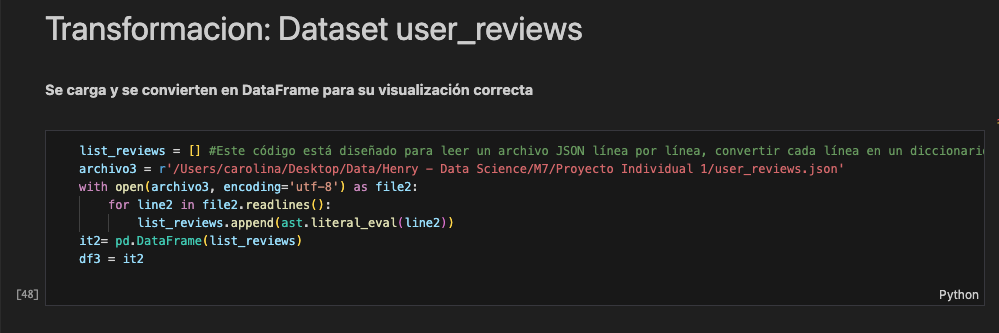 Transformacion: Dataset user_reviews
Se carga y se convierten en DataFrame para su visualización correcta
list_reviews = [] #Este código está diseñado para leer un archivo JSON línea por línea, convertir cada línea en un diccionario
archivo3 = r'/Users/carolina/Desktop/Data/Henry - Data Science/M7/Proyecto Individual 1/user_reviews.json'
with open(archivo3, encoding='utf-8') as file2:
    for line2 in file2.readlines():
        list_reviews.append(ast.literal_eval(line2))
it2= pd.DataFrame(list_reviews)
df3 = it2
[48]
Python